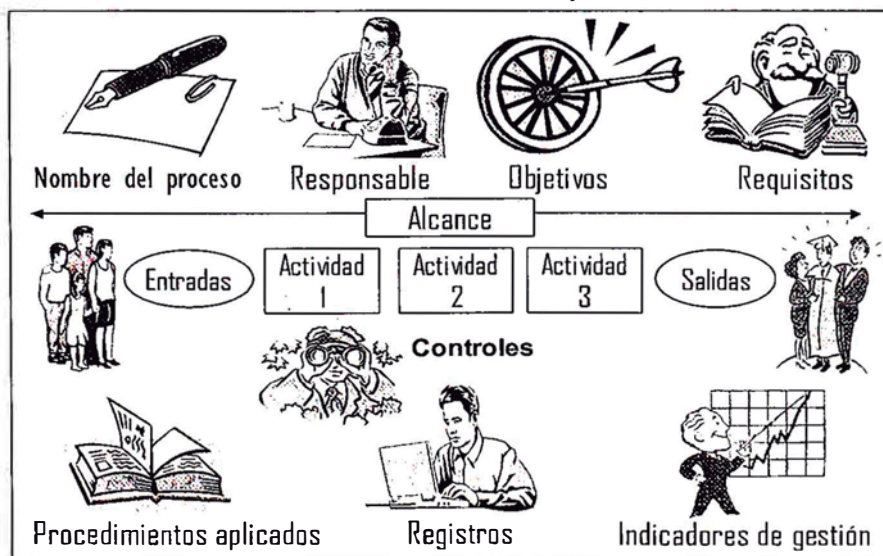 Nombre del proceso Responsable Objetivos Requisitos
Alcance
Entradas
Actividad
1
Actividad
2
Actividad
3
Salidas
Controles
Procedimientos aplicados Registros Indicadores de gestión